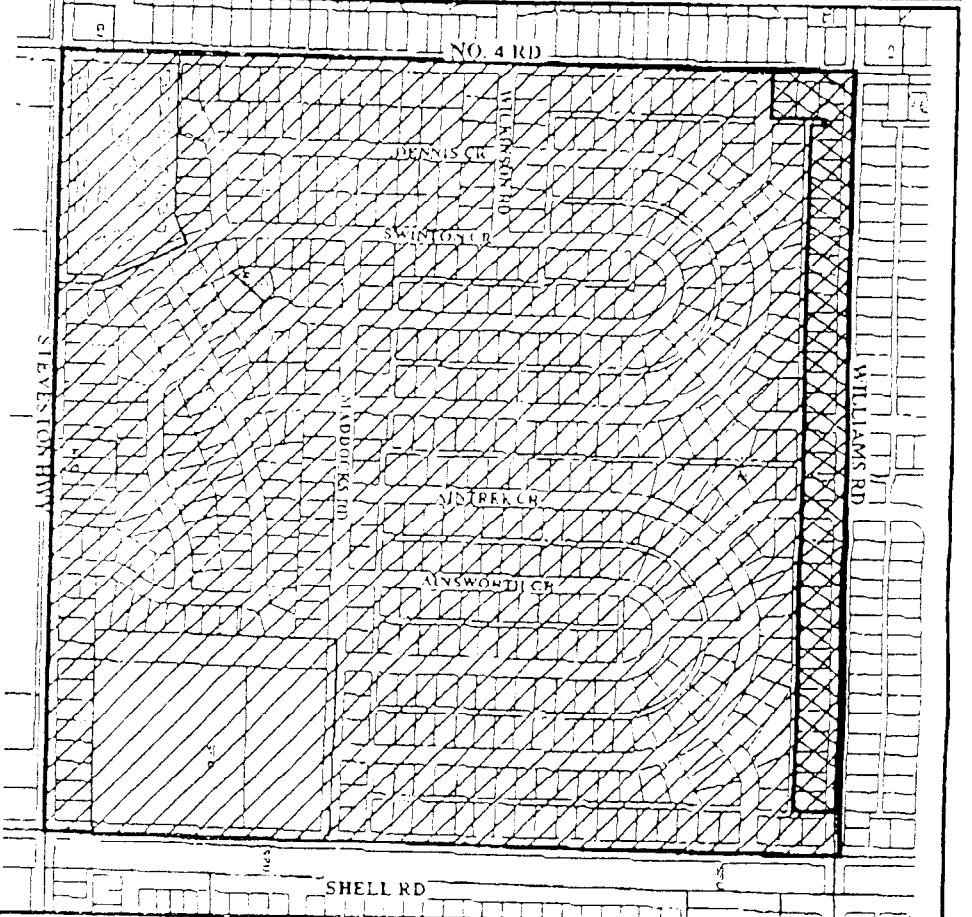 NO. 4 RD
WILKINSON RD
DENNIS CR
SWINTON CR
STEVESTON HWY
WILLIAMS RD
MADDOCKS RD
AINTREE CR
AINSWORTH CR
SHELL RD